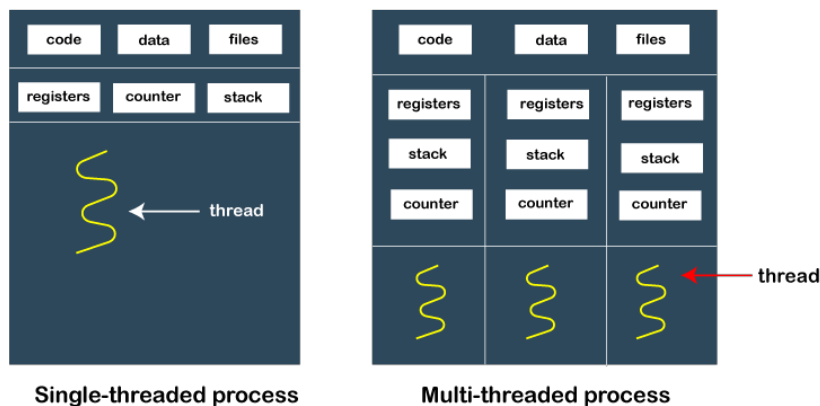 code data files
registers counter stack
thread
Single-threaded process
code data files
registers registers registers
stack stack stack
counter counter counter
thread
Multi-threaded process